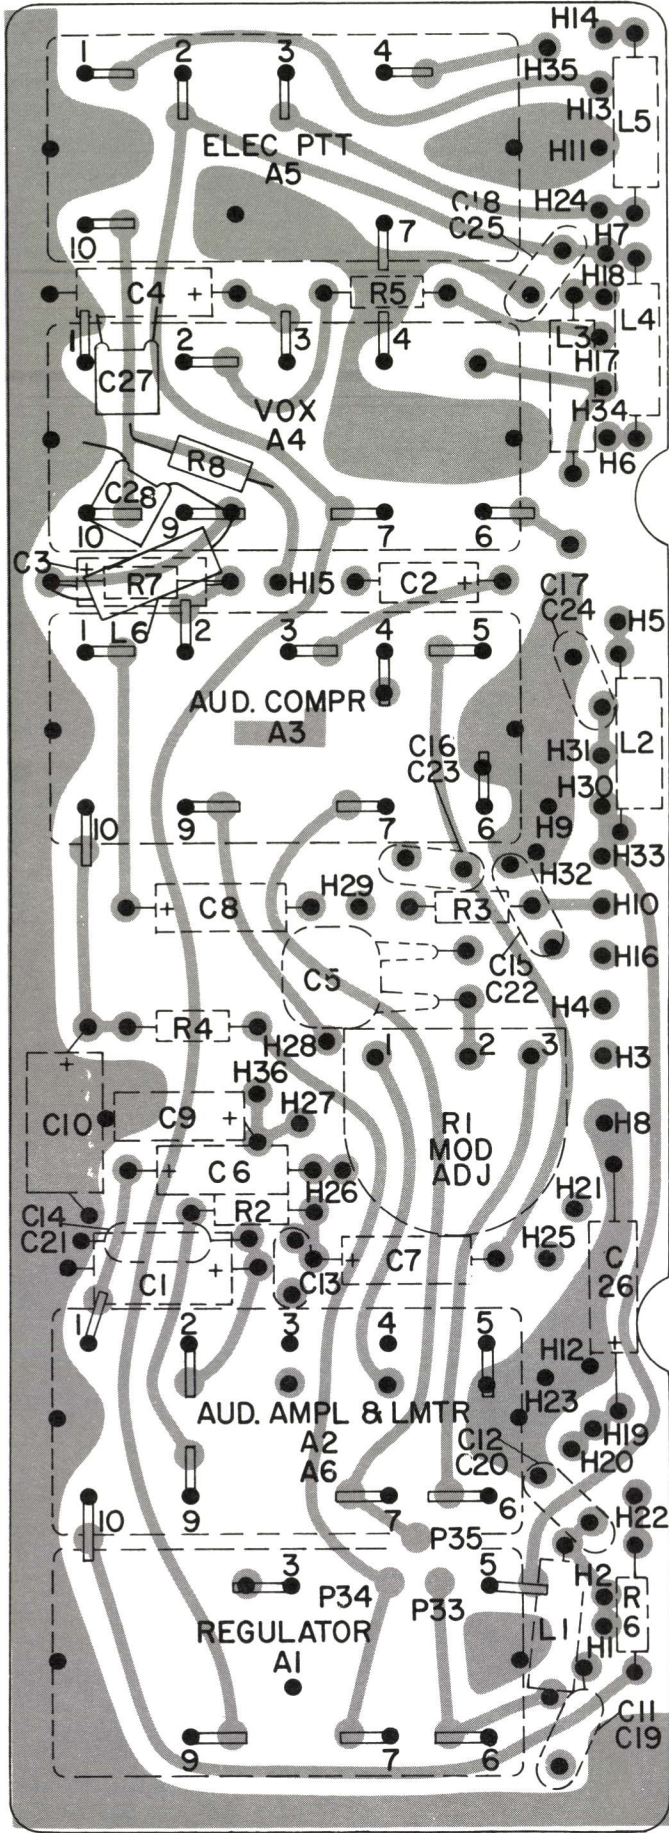 H14
1 2 3 4
H35
H13
L5
ELEC PTT
A5
H11
C18
C25
H24
H7
10
7
H18
C4 +
R5
L4
1 2 3 4
L3
H17
C27
VOX
A4
H34
R8
H6
C28
10 9 7 6
C3
+
R7
H15
C2 +
C17
C24
L6
H5
1 2 3 4 5
AUD. COMPR
A3
C16
C23
H31
L2
H30
10 9 7 6
H9
H33
H32
+ C8
H29
R3
H10
C5
C15
C22
H16
H4
R4
H28
1 2 3
H3
+
H36
C10
C9 +
H27
R1
MOD
ADJ
H8
+ C6
H26
H21
C14
C21
R2
C1 +
C13
+ C7
H25
C
26
+
1 2 3 4 5
H12
H23
AUD. AMPL & LMTR
A2
A6
C12
C20
H19
H20
10 9 7 6
H22
P35
3
5
H2
P34
P33
R
6
REGULATOR
A1
L1
H1
9 7 6
C11
C19